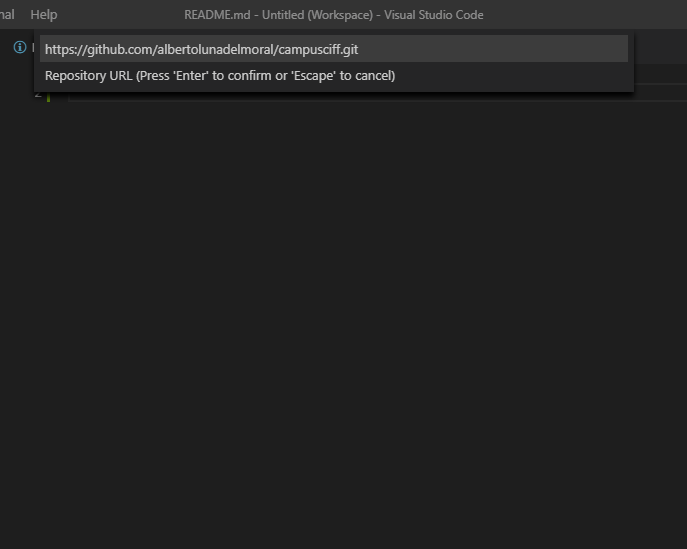 Help
README.md - Untitled (Workspace) - Visual Studio Code
https://github.com/albertolunadelmoral/campusciff.git
Repository URL (Press 'Enter' to confirm or 'Escape' to cancel)
2